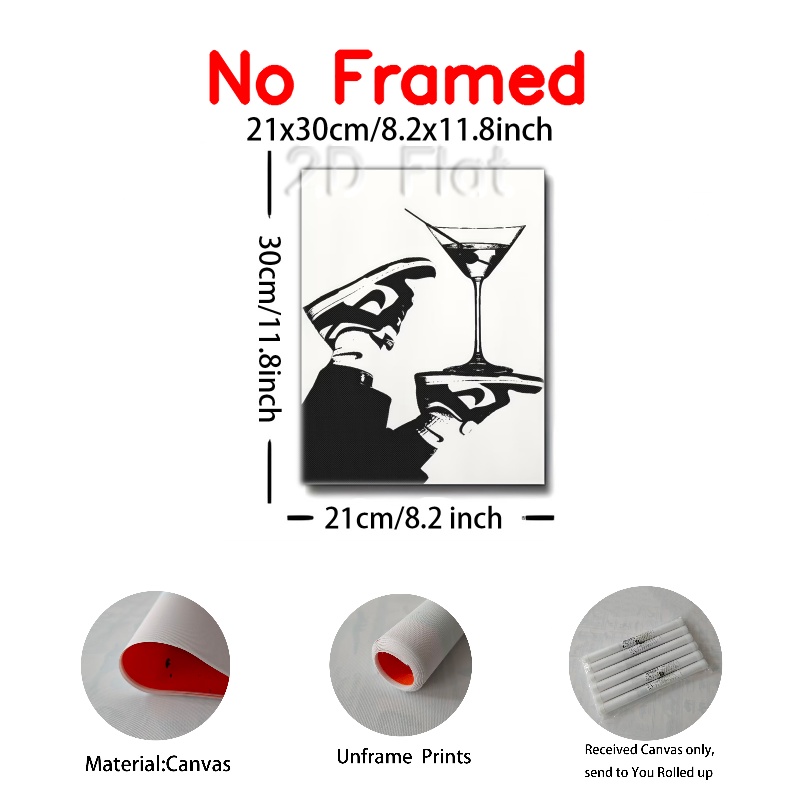 No Framed
21x30cm/8.2x11.8inch
2D Flat
30cm/11.8inch
21cm/8.2 inch
Material:Canvas
Unframe Prints
Received Canvas only,
send to You Rolled up